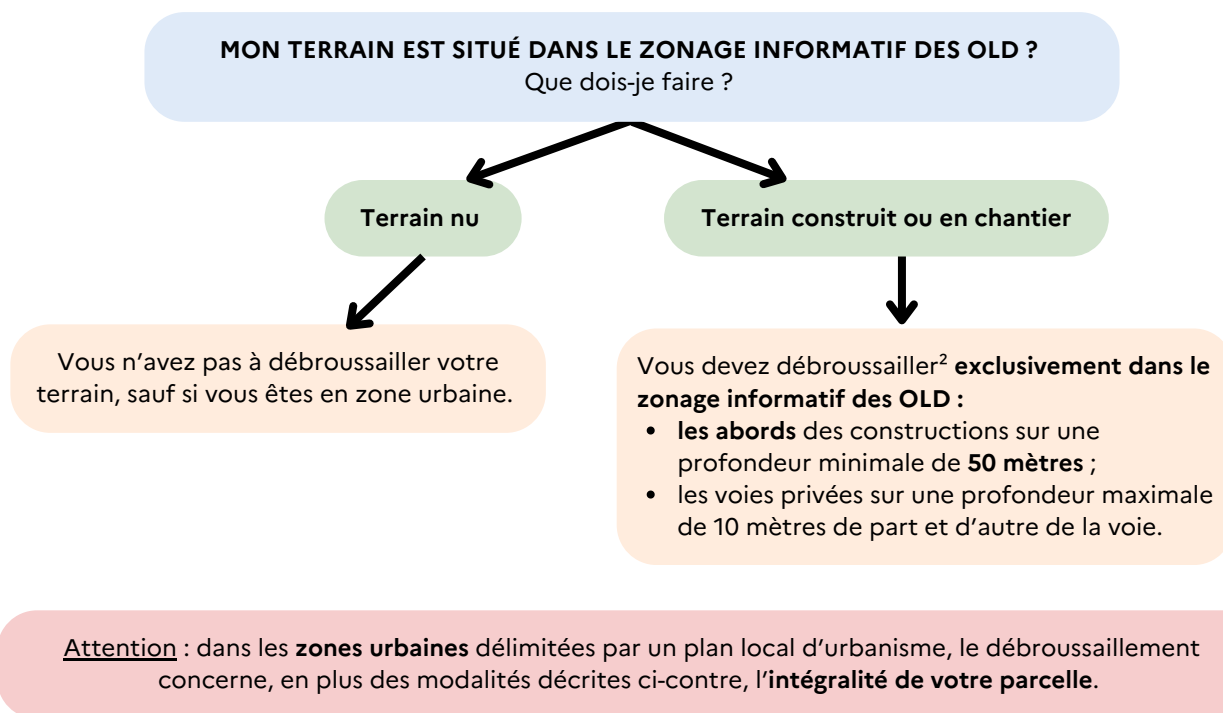 MON TERRAIN EST SITUÉ DANS LE ZONAGE INFORMATIF DES OLD ?
Que dois-je faire ?
Terrain nu
Terrain construit ou en chantier
Vous n'avez pas à débroussailler votre
terrain, sauf si vous êtes en zone urbaine.
Vous devez débroussailler² exclusivement dans le
zonage informatif des OLD :
• les abords des constructions sur une
profondeur minimale de 50 mètres ;
• les voies privées sur une profondeur maximale
de 10 mètres de part et d'autre de la voie.
Attention : dans les zones urbaines délimitées par un plan local d'urbanisme, le débroussaillement
concerne, en plus des modalités décrites ci-contre, l'intégralité de votre parcelle.